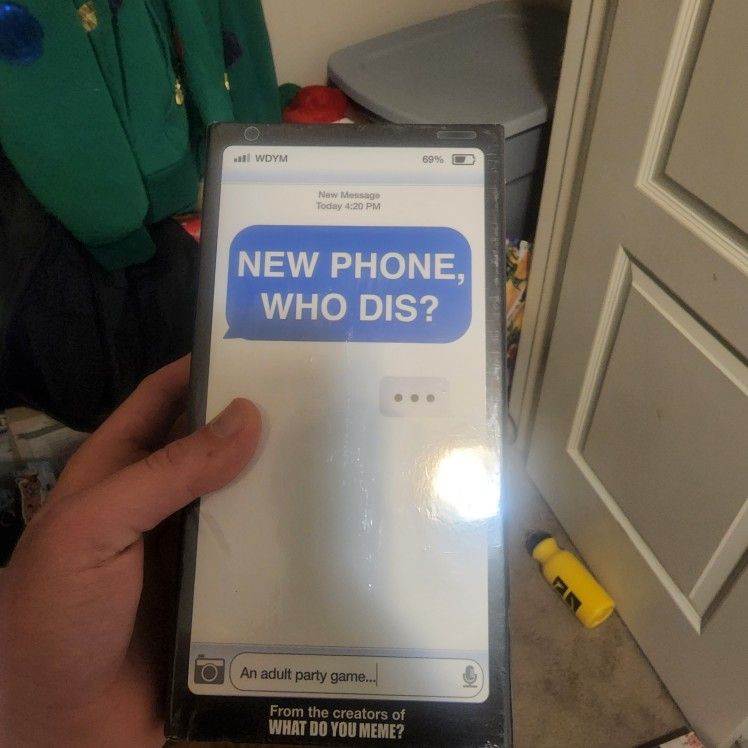 WDYM 69%
New Message
Today 4:20 PM
NEW PHONE,
WHO DIS?
An adult party game...
From the creators of
WHAT DO YOU MEME?